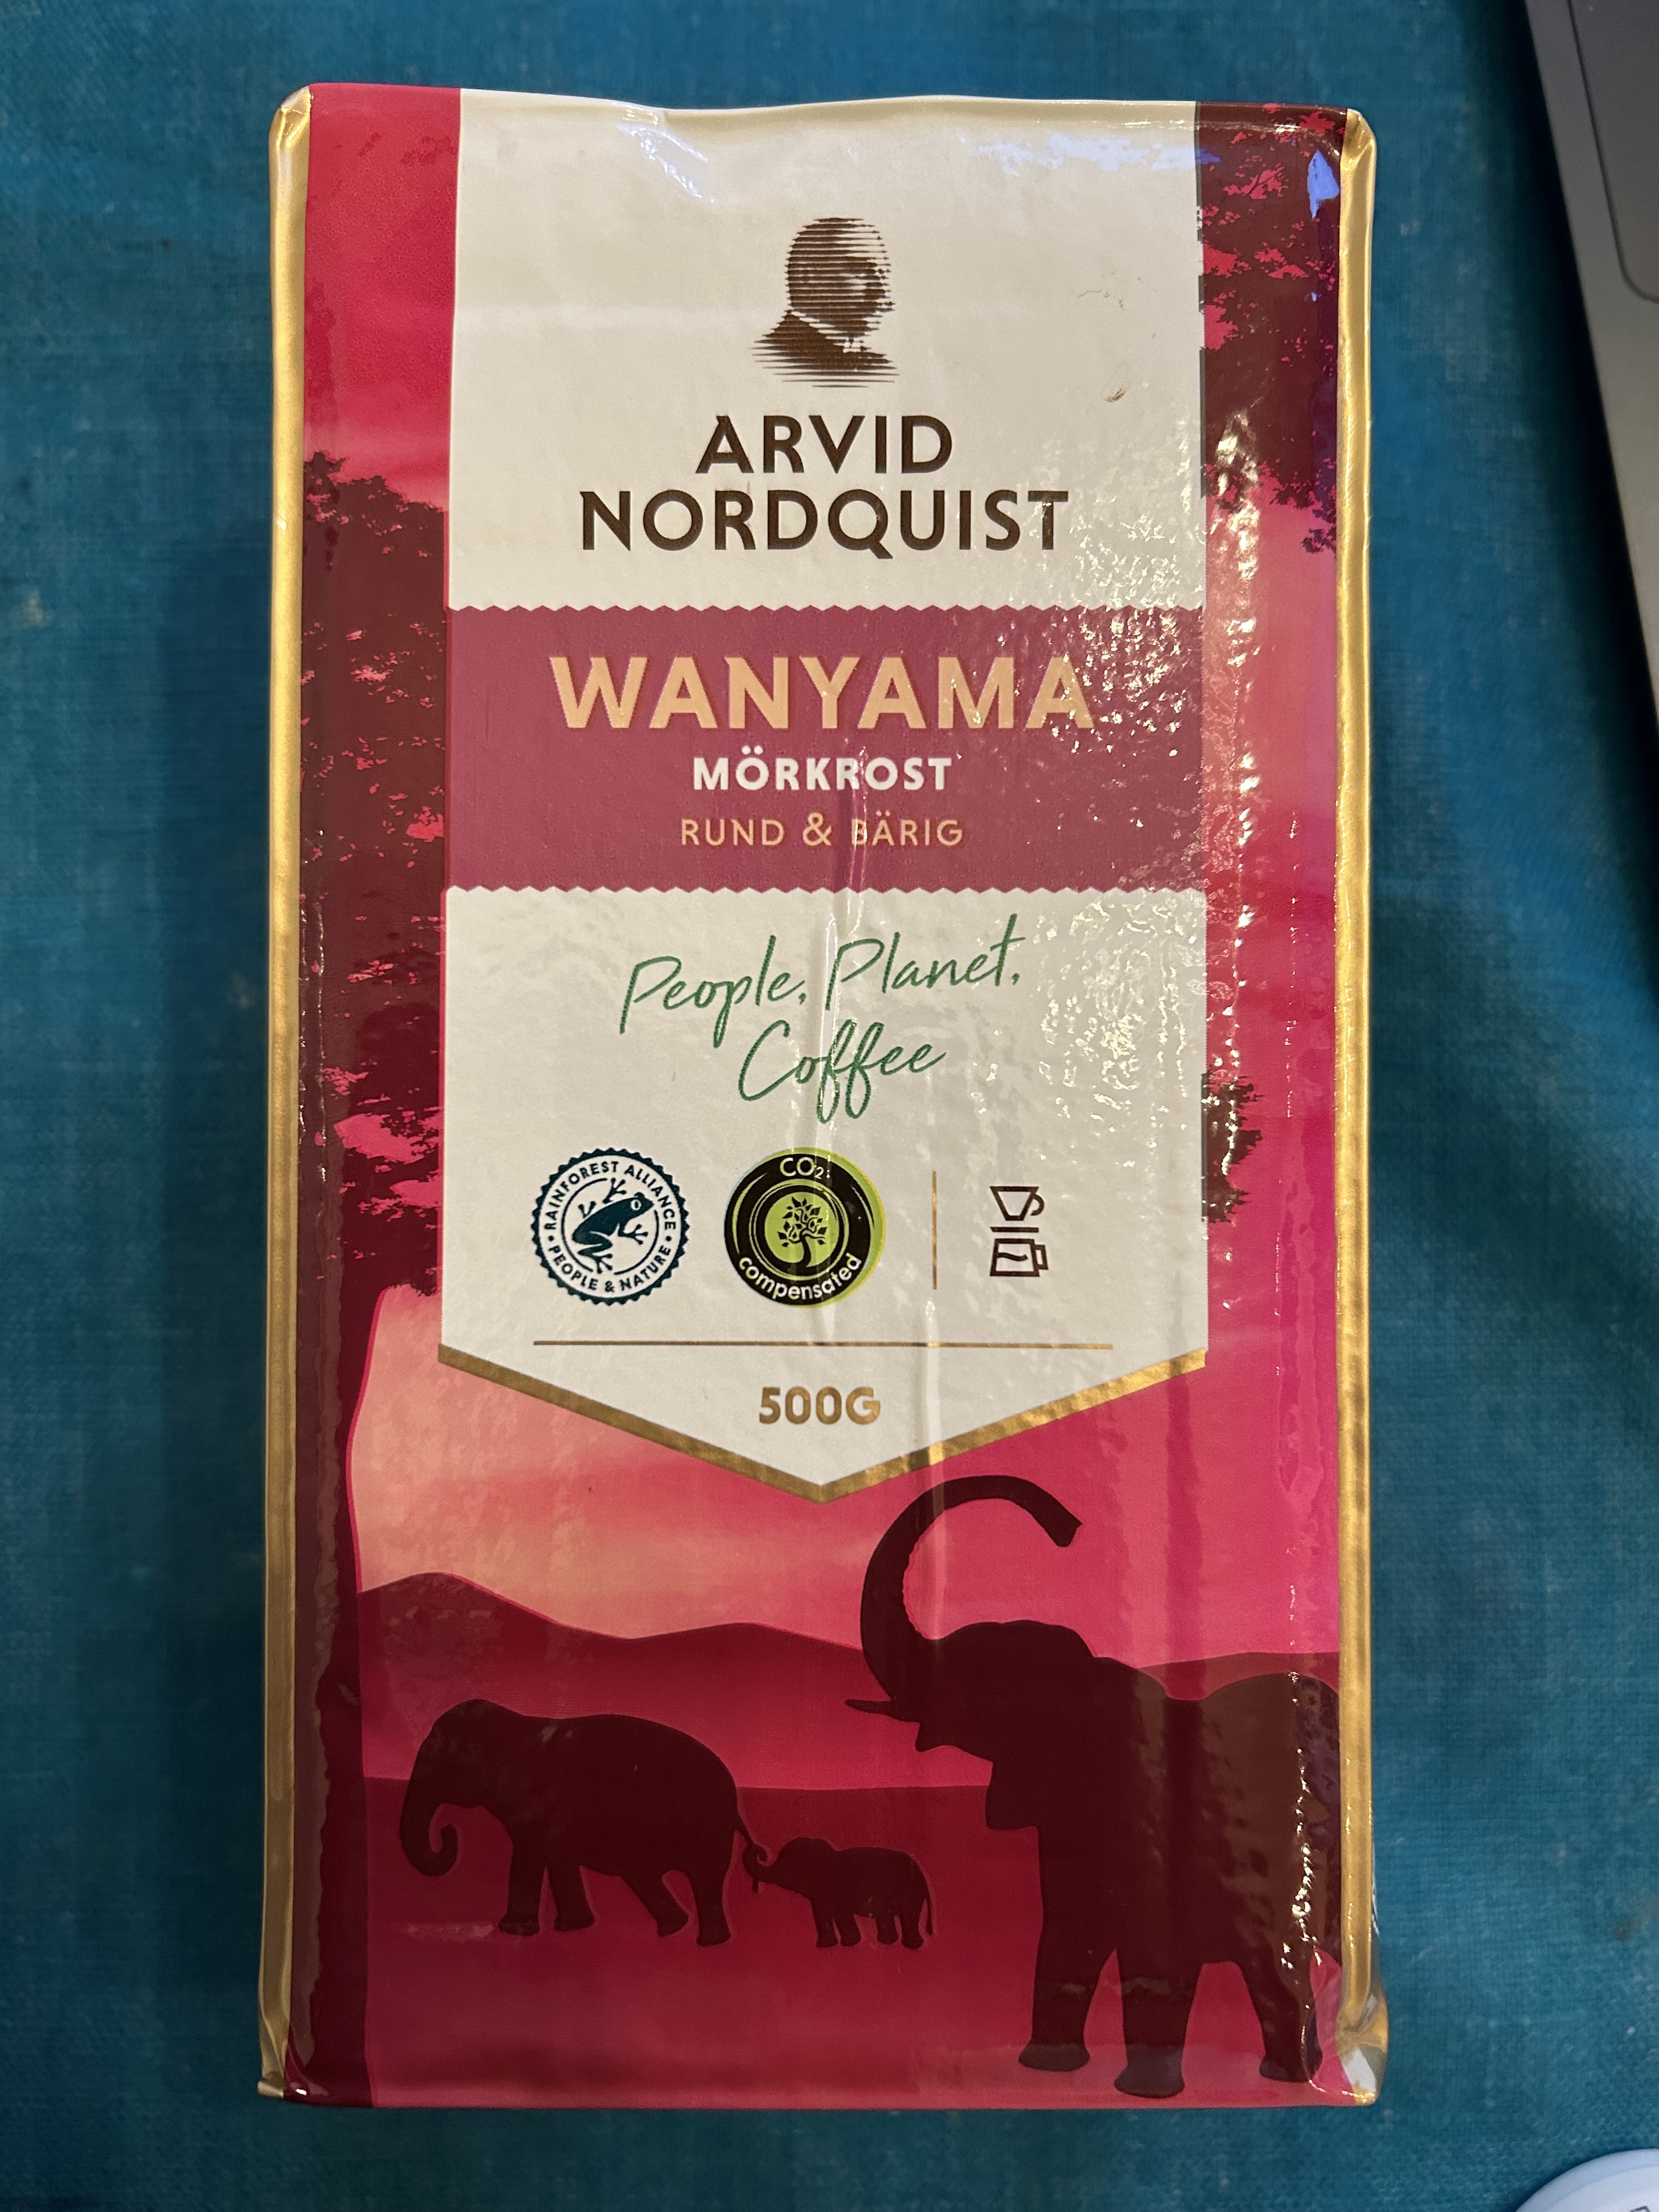 ARVID
NORDQUIST
WANYAMA
MÖRKROST
RUND & BÄRIG
People, Planet,
Coffee
RAINFOREST ALLIANCE
• PEOPLE & NATURE •
CO₂
compensated
500G